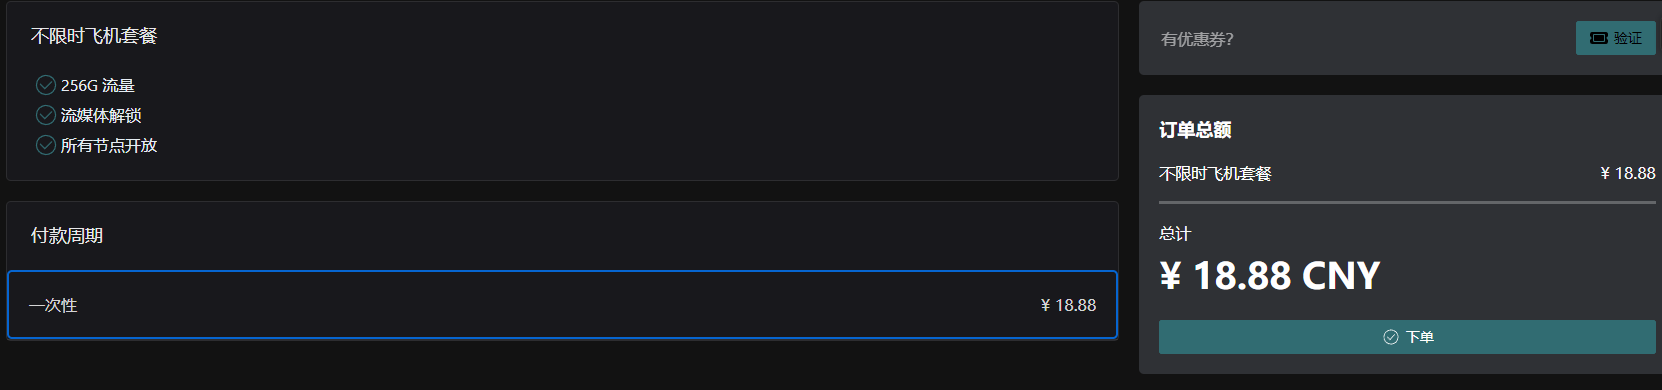 不限时飞机套餐
256G 流量
流媒体解锁
所有节点开放
付款周期
一次性 ¥ 18.88
有优惠券?
验证
订单总额
不限时飞机套餐 ¥ 18.88
总计
¥ 18.88 CNY
下单